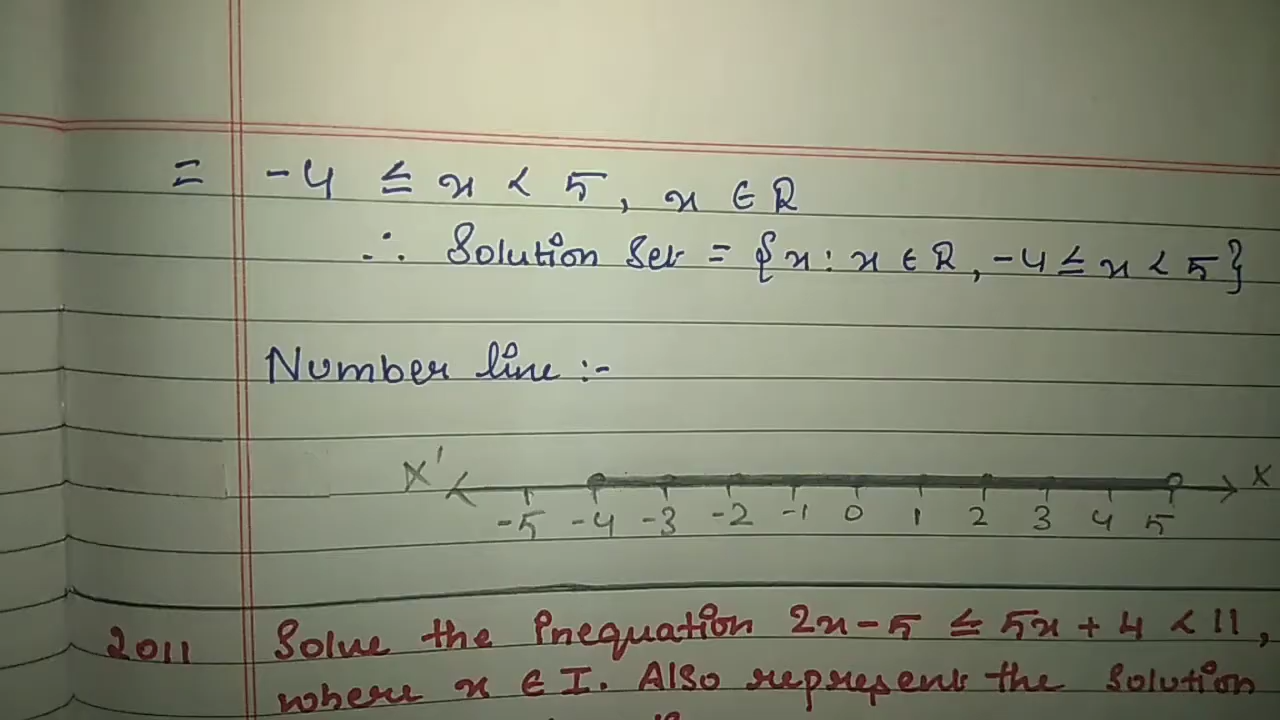 = -4 ≤ x < 5, x ∈ R
∴ Solution Set = {x : x ∈ R, -4 ≤ x < 5}
Number line :-
X' X
-5 -4 -3 -2 -1 0 1 2 3 4 5
2011 Solve the Inequation 2x - 5 ≤ 5x + 4 < 11,
where x ∈ I. Also represent the solution